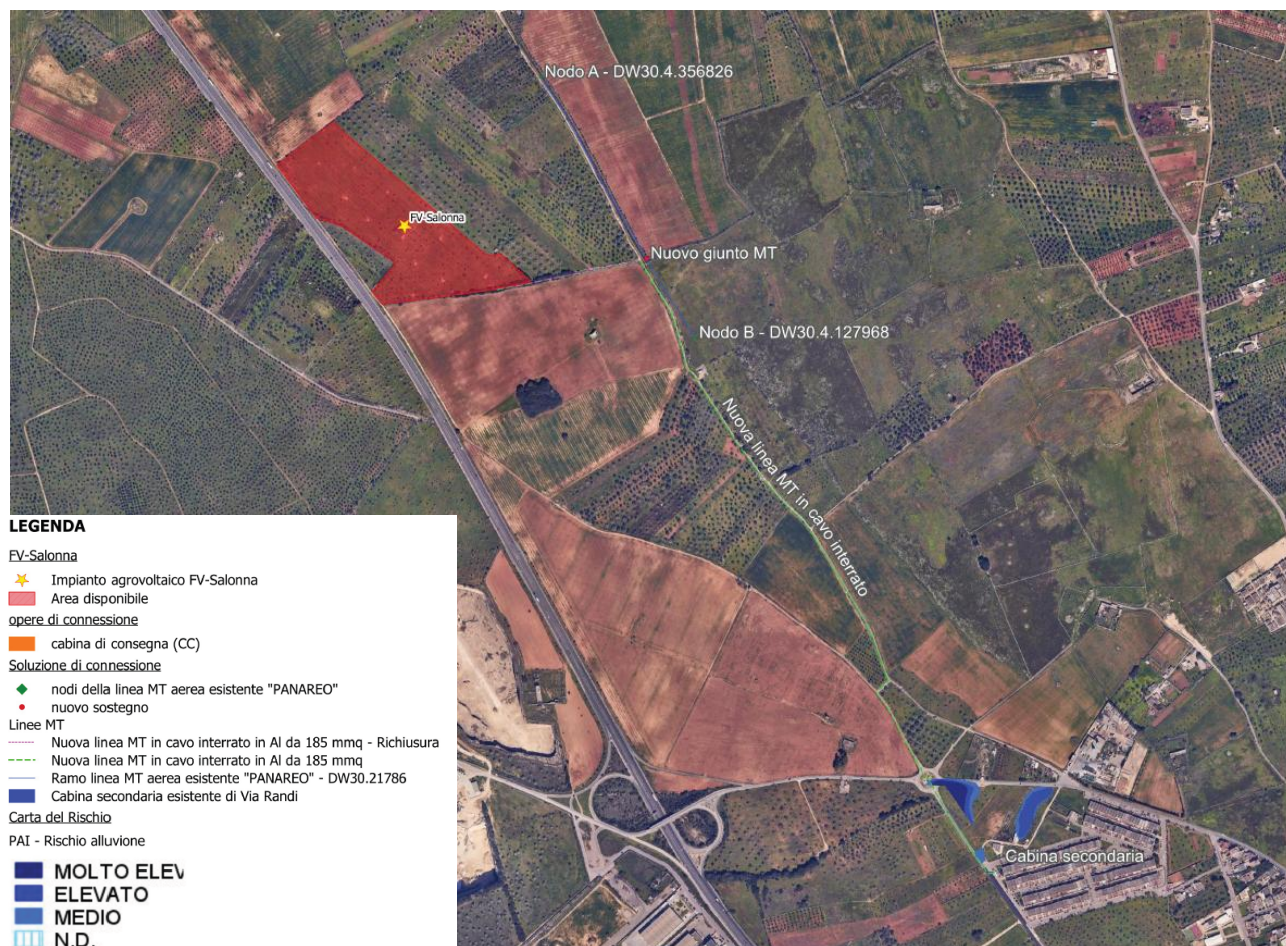 Nodo A - DW30.4.356826
FV-Salonna
Nuovo giunto MT
Nodo B - DW30.4.127968
Nuova linea MT in cavo interrato
Cabina secondaria
LEGENDA
FV-Salonna
Impianto agrovoltaico FV-Salonna
Area disponibile
opere di connessione
cabina di consegna (CC)
Soluzione di connessione
nodi della linea MT aerea esistente "PANAREO"
nuovo sostegno
Linee MT
Nuova linea MT in cavo interrato in Al da 185 mmq - Richiusura
Nuova linea MT in cavo interrato in Al da 185 mmq
Ramo linea MT aerea esistente "PANAREO" - DW30.21786
Cabina secondaria esistente di Via Randi
Carta del Rischio
PAI - Rischio alluvione
MOLTO ELEV
ELEVATO
MEDIO
N.D.